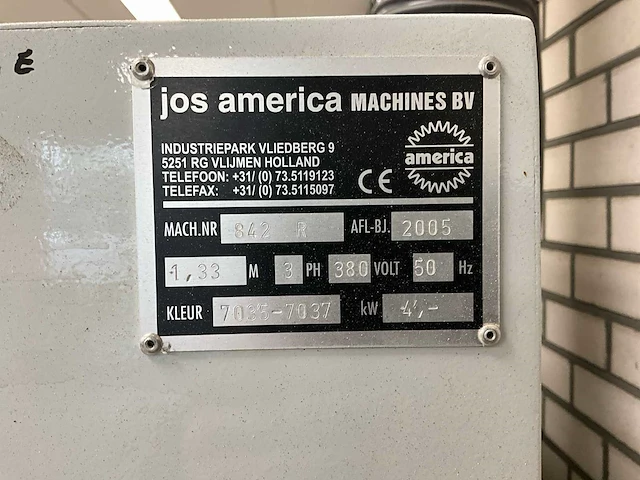 E
jos america MACHINES BV
INDUSTRIEPARK VLIEDBERG 9
5251 RG VLIJMEN HOLLAND
TELEFOON: +31/ (0) 73.5119123
TELEFAX: +31/ (0) 73.5115097
CE
america
MACH.NR 842 R AFL-BJ. 2005
1,33 M 3 PH 380 VOLT 50 Hz
KLEUR 7035-7037 kW 4,-